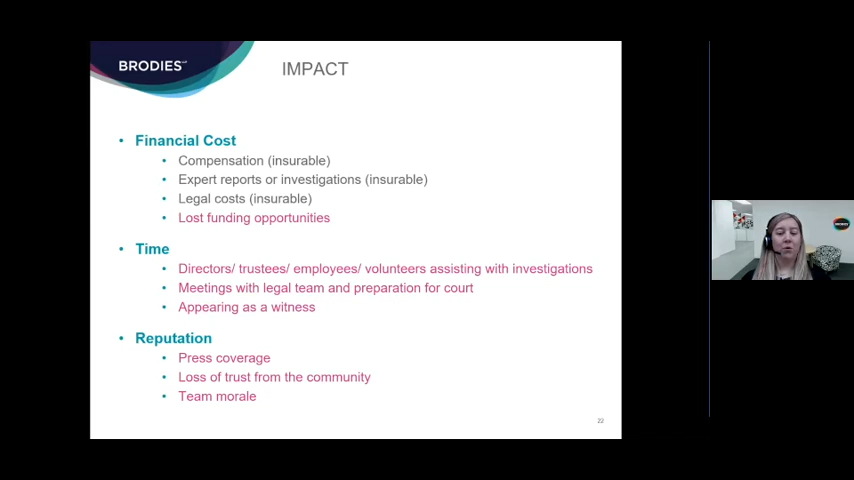 BRODIES LLP
IMPACT
• Financial Cost
• Compensation (insurable)
• Expert reports or investigations (insurable)
• Legal costs (insurable)
• Lost funding opportunities
• Time
• Directors/ trustees/ employees/ volunteers assisting with investigations
• Meetings with legal team and preparation for court
• Appearing as a witness
• Reputation
• Press coverage
• Loss of trust from the community
• Team morale
22